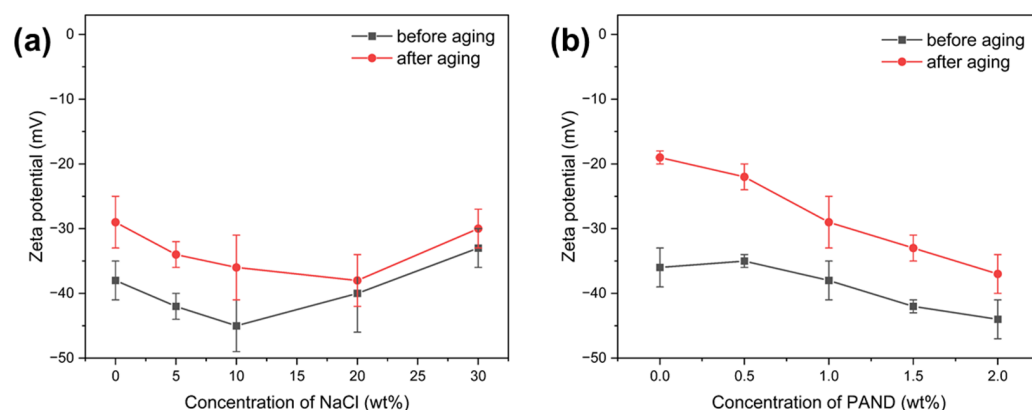 (a)
before aging
after aging
Zeta potential (mV)
0
−10
−20
−30
−40
−50
0 5 10 15 20 25 30
Concentration of NaCl (wt%)
(b)
before aging
after aging
Zeta potential (mV)
0
−10
−20
−30
−40
−50
0.0 0.5 1.0 1.5 2.0
Concentration of PAND (wt%)